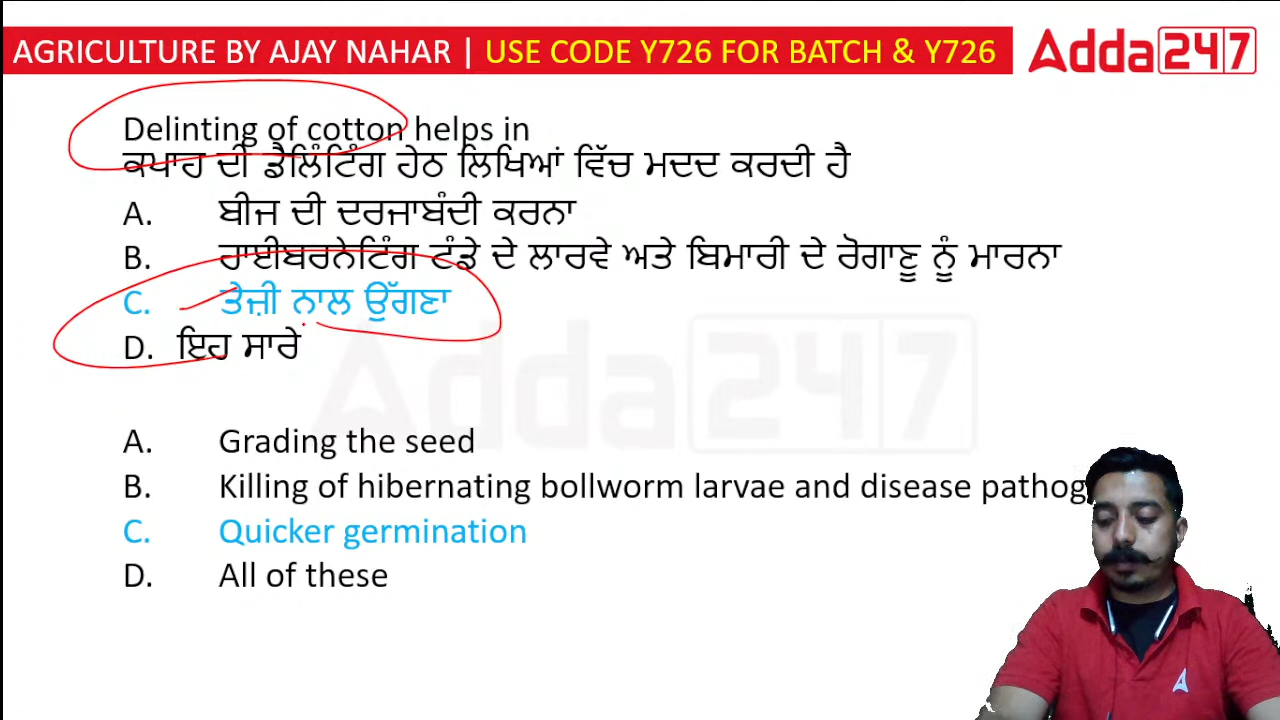 AGRICULTURE BY AJAY NAHAR | USE CODE Y726 FOR BATCH & Y726
Adda247
Delinting of cotton helps in
ਕਪਾਹ ਦੀ ਡੈਲਿੰਟਿੰਗ ਹੇਠ ਲਿਖਿਆਂ ਵਿੱਚ ਮਦਦ ਕਰਦੀ ਹੈ
A. ਬੀਜ ਦੀ ਦਰਜਾਬੰਦੀ ਕਰਨਾ
B. ਹਾਈਬਰਨੇਟਿੰਗ ਟੰਡੇ ਦੇ ਲਾਰਵੇ ਅਤੇ ਬਿਮਾਰੀ ਦੇ ਰੋਗਾਣੂ ਨੂੰ ਮਾਰਨਾ
C. ਤੇਜ਼ੀ ਨਾਲ ਉੱਗਣਾ
D. ਇਹ ਸਾਰੇ
Adda247
A. Grading the seed
B. Killing of hibernating bollworm larvae and disease pathog
C. Quicker germination
D. All of these